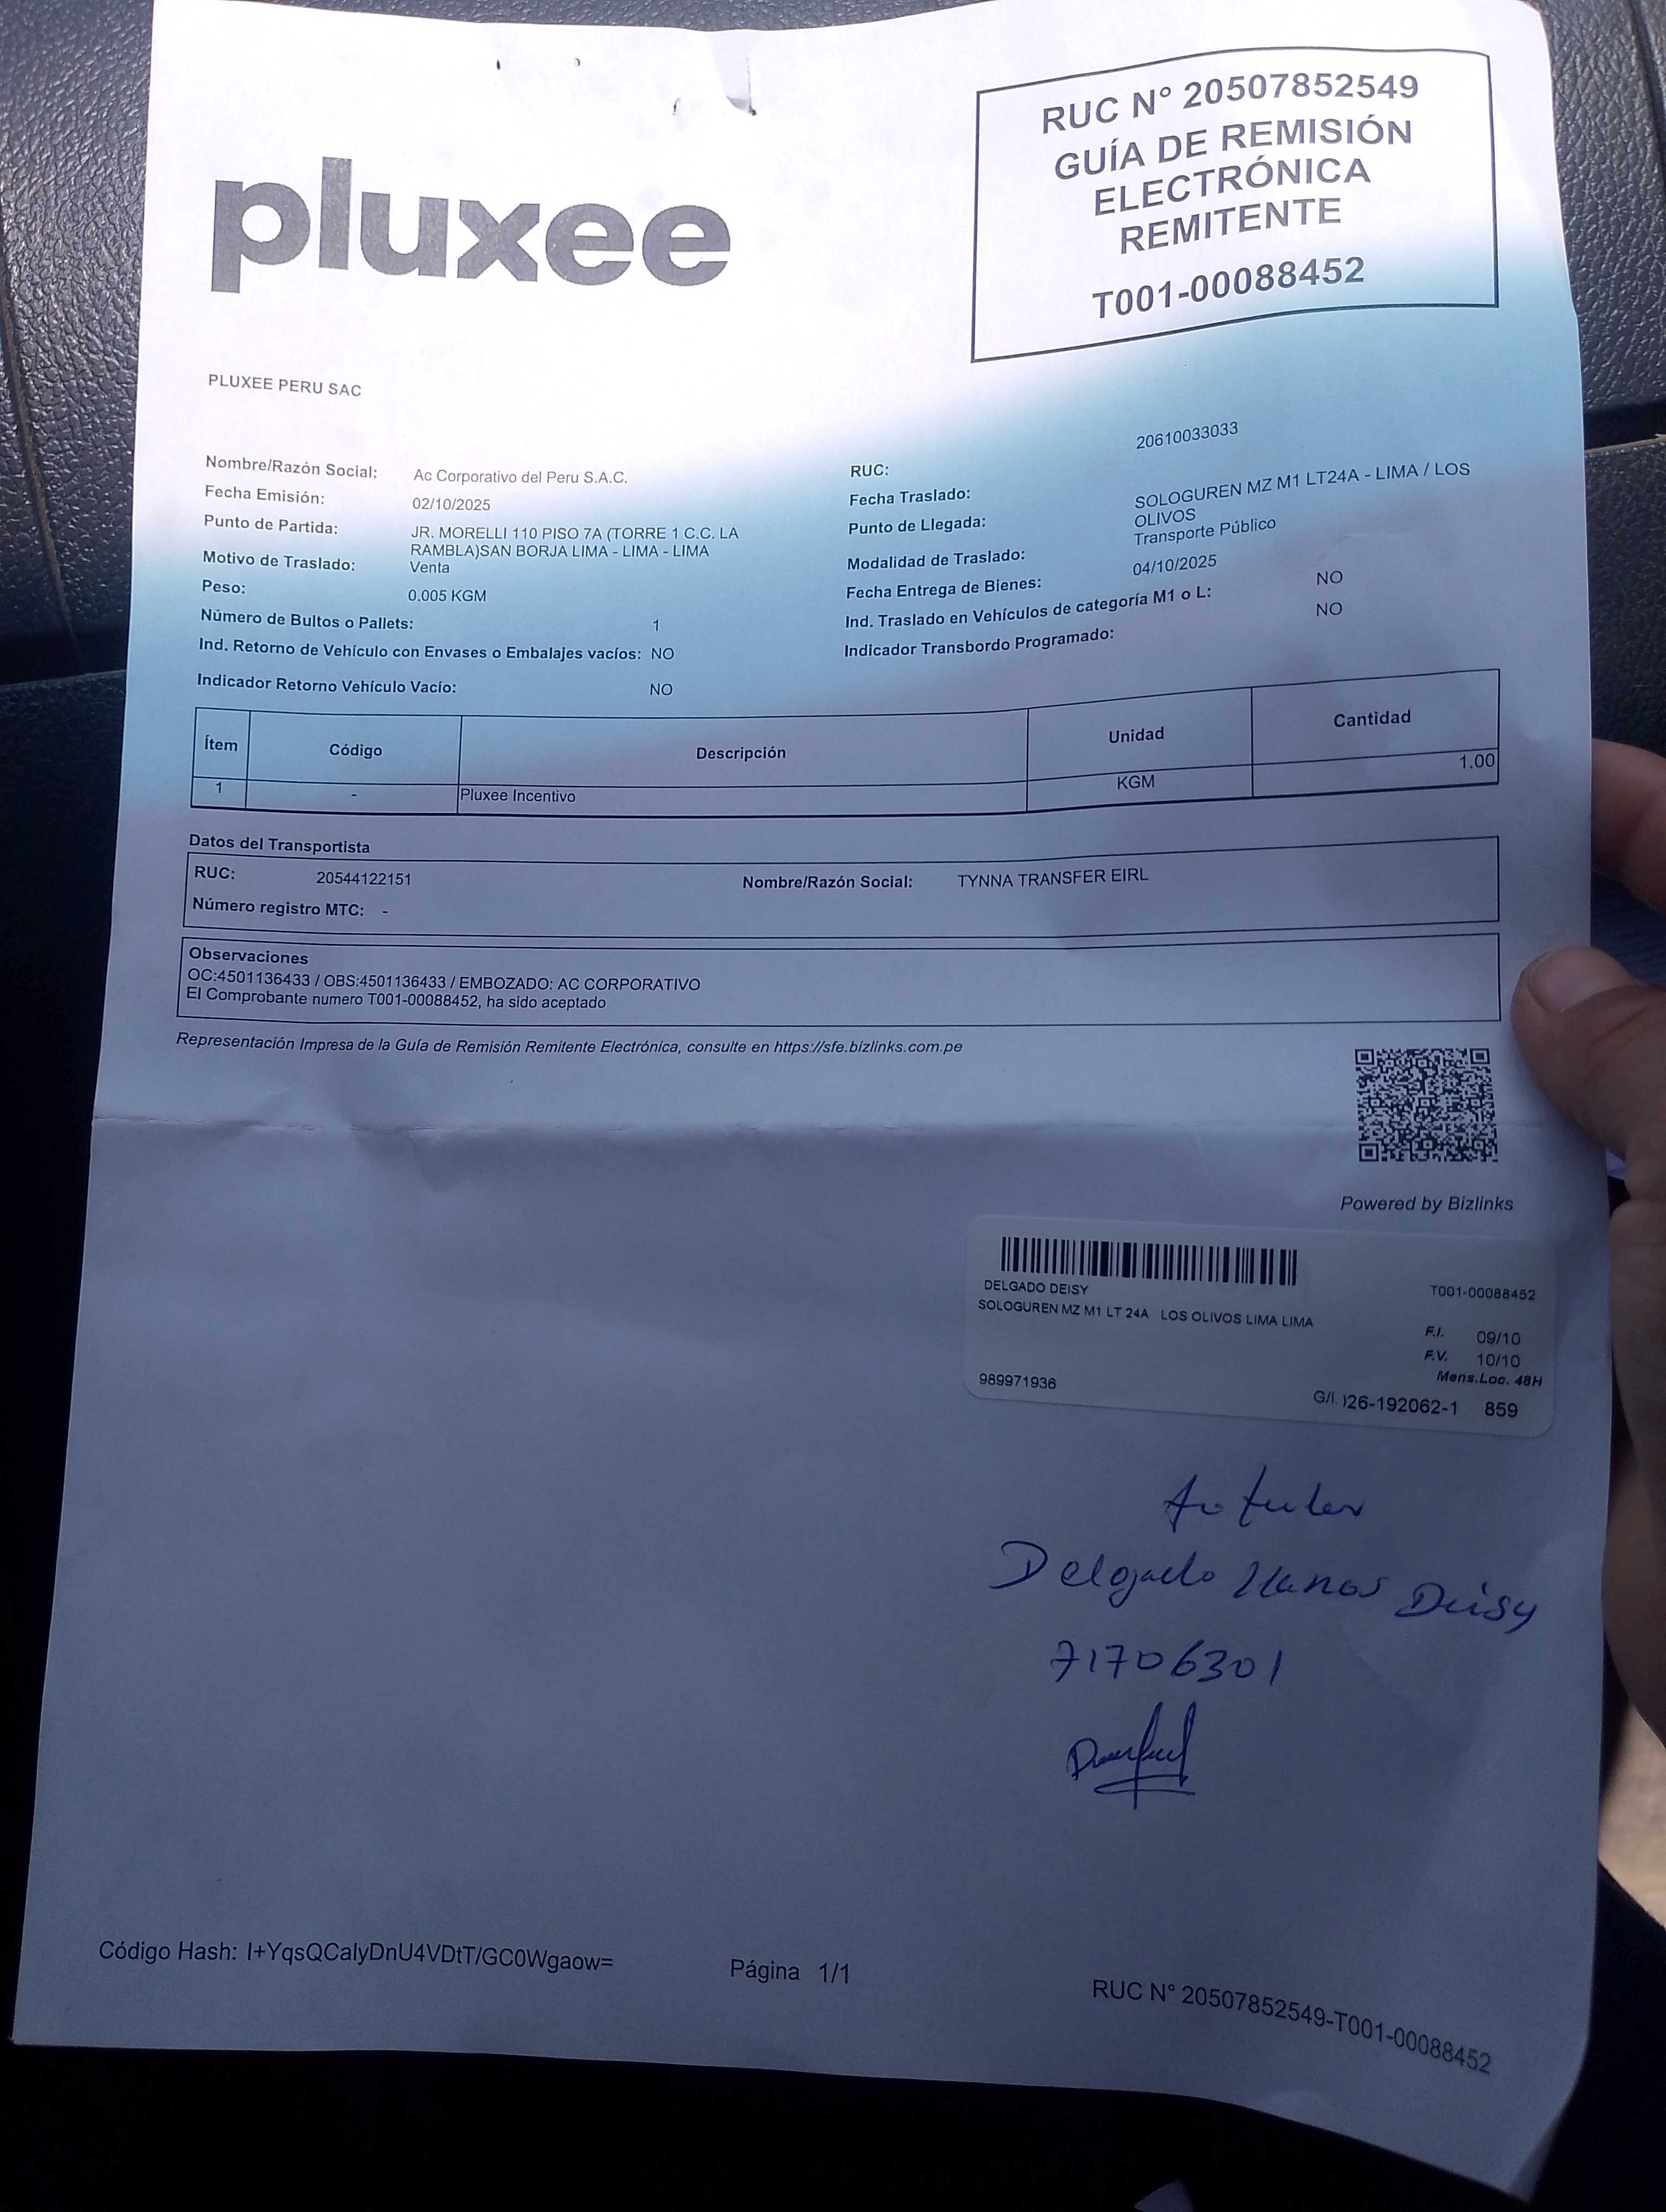 pluxee
RUC N° 20507852549
GUÍA DE REMISIÓN
ELECTRÓNICA
REMITENTE
T001-00088452
PLUXEE PERU SAC
Nombre/Razón Social: Ac Corporativo del Peru S.A.C.
Fecha Emisión: 02/10/2025
Punto de Partida: JR. MORELLI 110 PISO 7A (TORRE 1 C.C. LA
RAMBLA)SAN BORJA LIMA - LIMA - LIMA
Motivo de Traslado: Venta
Peso: 0.005 KGM
Número de Bultos o Pallets: 1
Ind. Retorno de Vehículo con Envases o Embalajes vacíos: NO
Indicador Retorno Vehículo Vacío: NO
RUC: 20610033033
Fecha Traslado:
Punto de Llegada: SOLOGUREN MZ M1 LT24A - LIMA / LOS
OLIVOS
Modalidad de Traslado: Transporte Público
Fecha Entrega de Bienes: 04/10/2025
Ind. Traslado en Vehículos de categoría M1 o L: NO
Indicador Transbordo Programado: NO
Ítem Código Descripción Unidad Cantidad
1 - Pluxee Incentivo KGM 1.00
Datos del Transportista
RUC: 20544122151 Nombre/Razón Social: TYNNA TRANSFER EIRL
Número registro MTC: -
Observaciones
OC:4501136433 / OBS:4501136433 / EMBOZADO: AC CORPORATIVO
El Comprobante numero T001-00088452, ha sido aceptado
Representación Impresa de la Guía de Remisión Remitente Electrónica, consulte en https://sfe.bizlinks.com.pe
Powered by Bizlinks
DELGADO DEISY T001-00088452
SOLOGUREN MZ M1 LT 24A LOS OLIVOS LIMA LIMA
F.I. 09/10
F.V. 10/10
Mens.Loc. 48H
989971936 G/I. 026-192062-1 859
Delgado Llanos Deisy
71706301
Código Hash: I+YqsQCalyDnU4VDtT/GC0Wgaow= Página 1/1 RUC N° 20507852549-T001-00088452